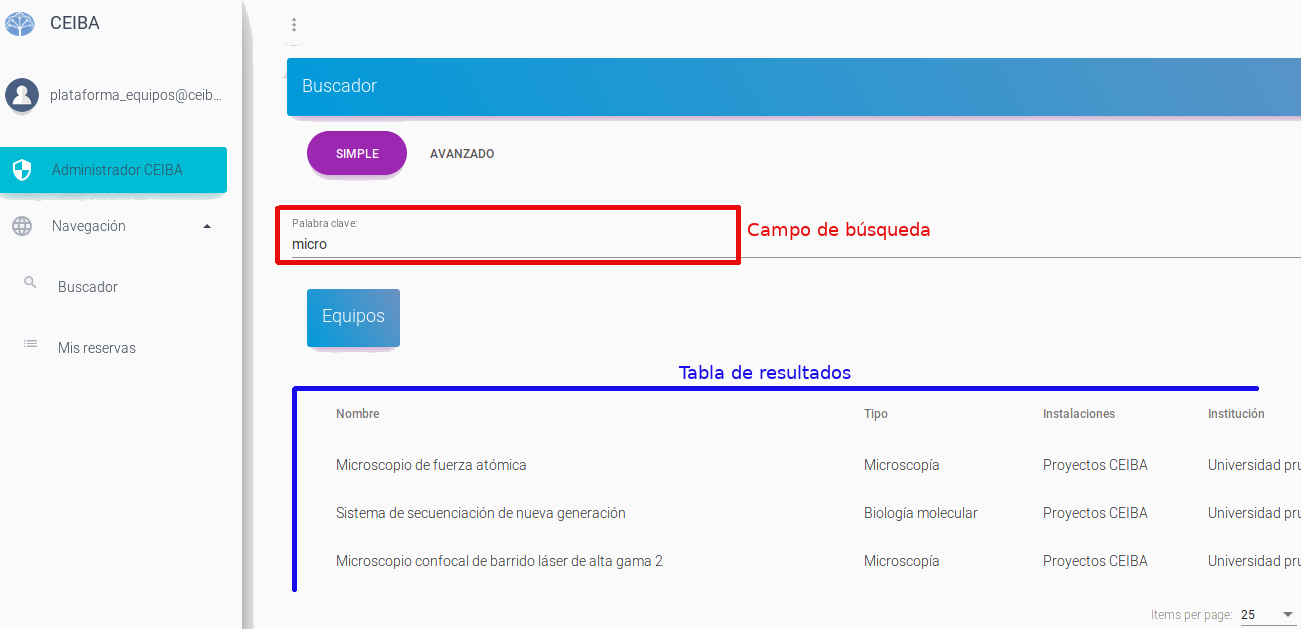 CEIBA
plataforma_equipos@ceib...
Administrador CEIBA
Navegación
Buscador
Mis reservas
Buscador
SIMPLE AVANZADO
Palabra clave:
micro
Campo de búsqueda
Equipos
Tabla de resultados
Nombre Tipo Instalaciones Institución
Microscopio de fuerza atómica Microscopía Proyectos CEIBA Universidad pru
Sistema de secuenciación de nueva generación Biología molecular Proyectos CEIBA Universidad pru
Microscopio confocal de barrido láser de alta gama 2 Microscopía Proyectos CEIBA Universidad pru
Items per page: 25